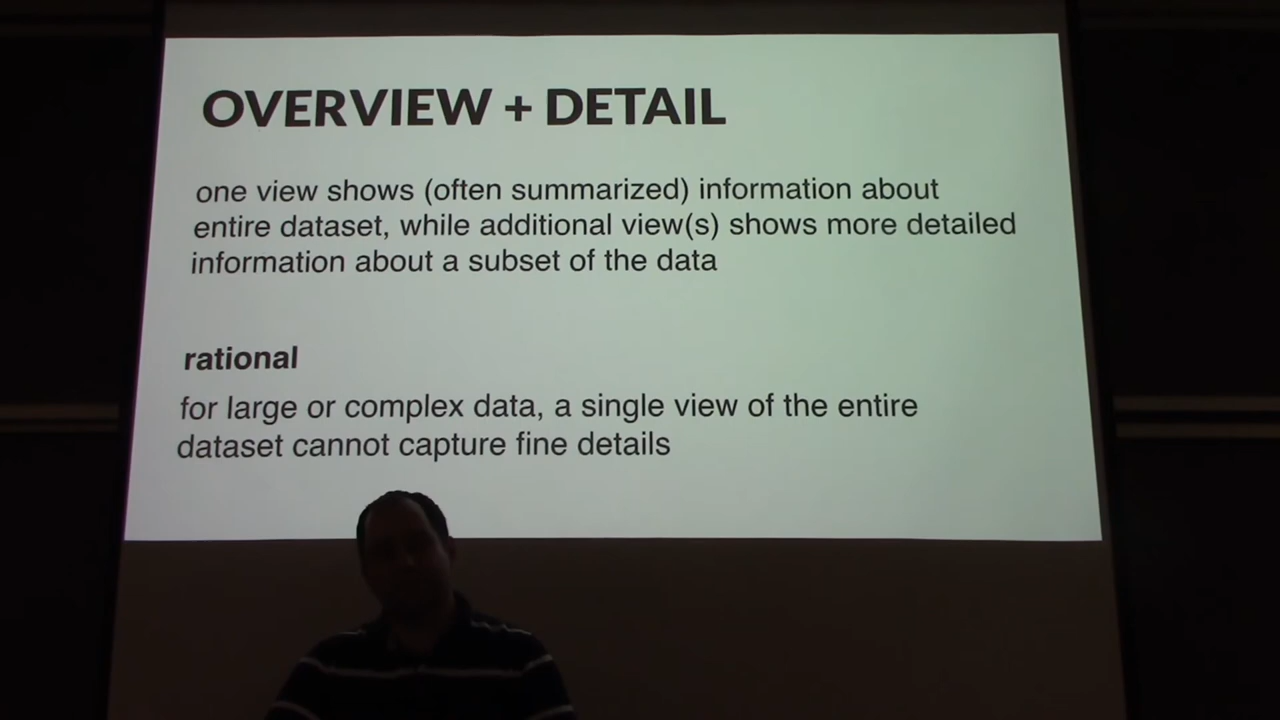 OVERVIEW + DETAIL
one view shows (often summarized) information about
entire dataset, while additional view(s) shows more detailed
information about a subset of the data
rational
for large or complex data, a single view of the entire
dataset cannot capture fine details